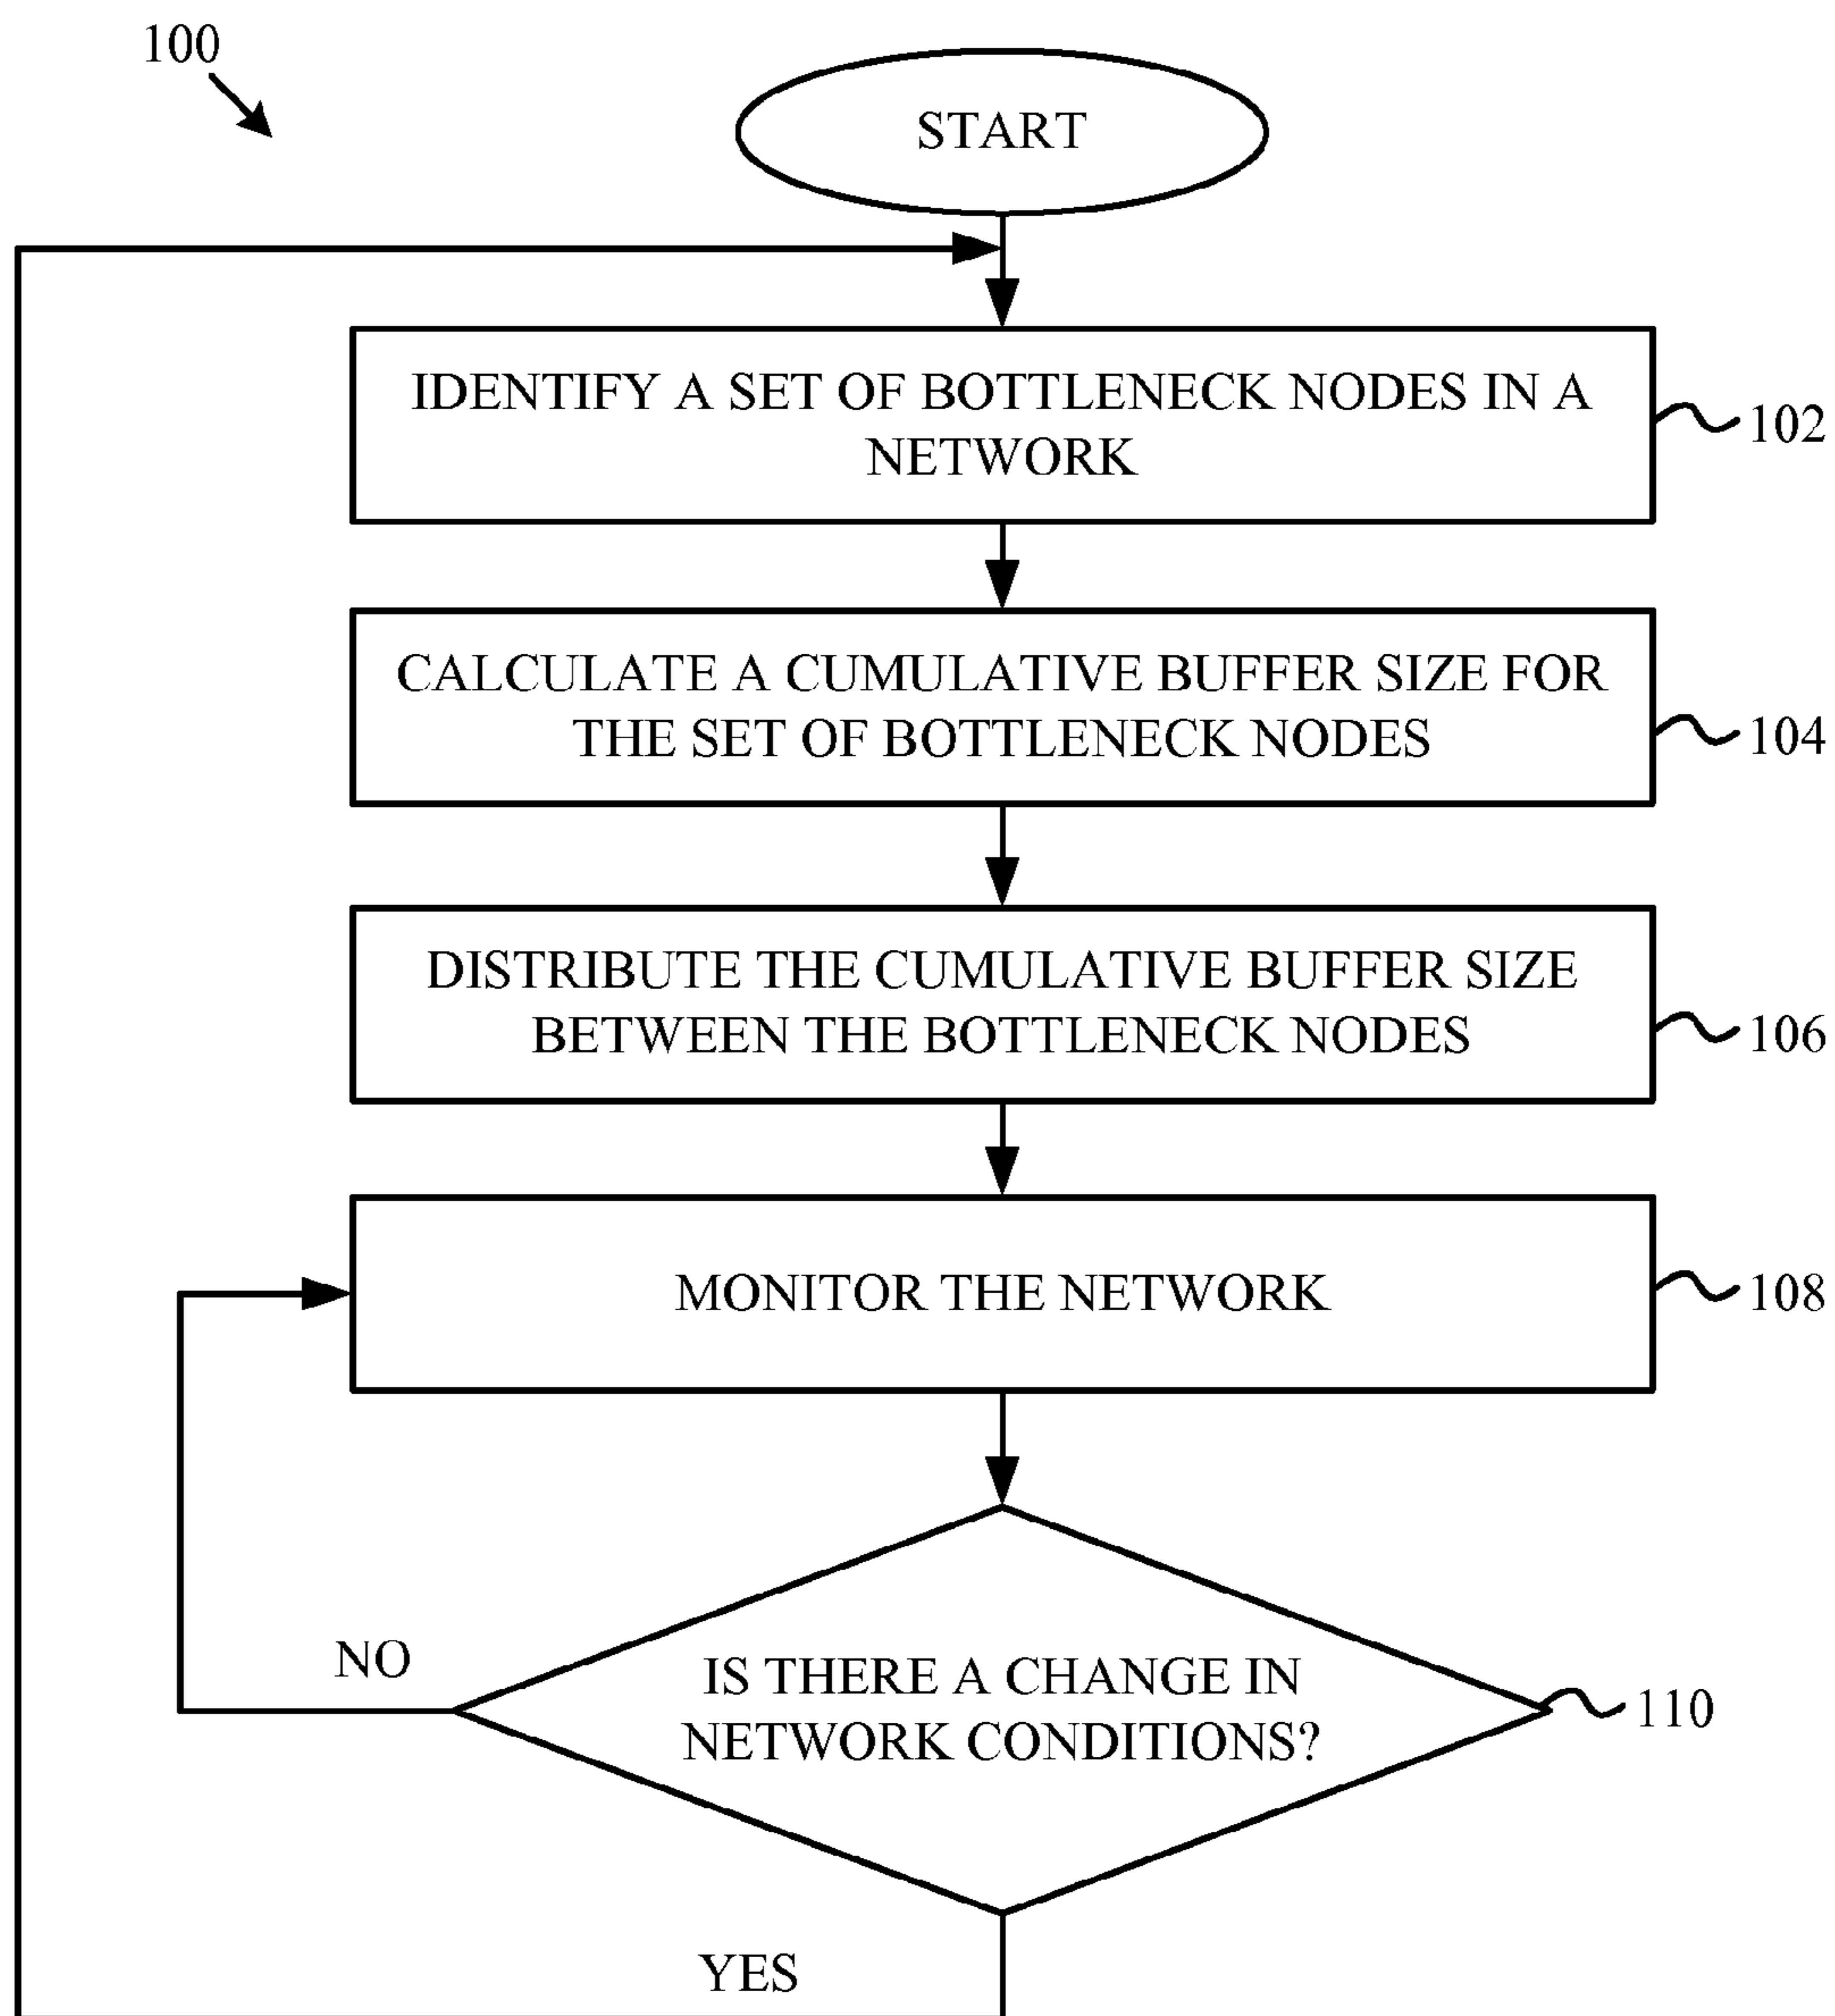 100
START
IDENTIFY A SET OF BOTTLENECK NODES IN A
NETWORK
102
CALCULATE A CUMULATIVE BUFFER SIZE FOR
THE SET OF BOTTLENECK NODES
104
DISTRIBUTE THE CUMULATIVE BUFFER SIZE
BETWEEN THE BOTTLENECK NODES
106
MONITOR THE NETWORK
108
NO
IS THERE A CHANGE IN
NETWORK CONDITIONS?
110
YES